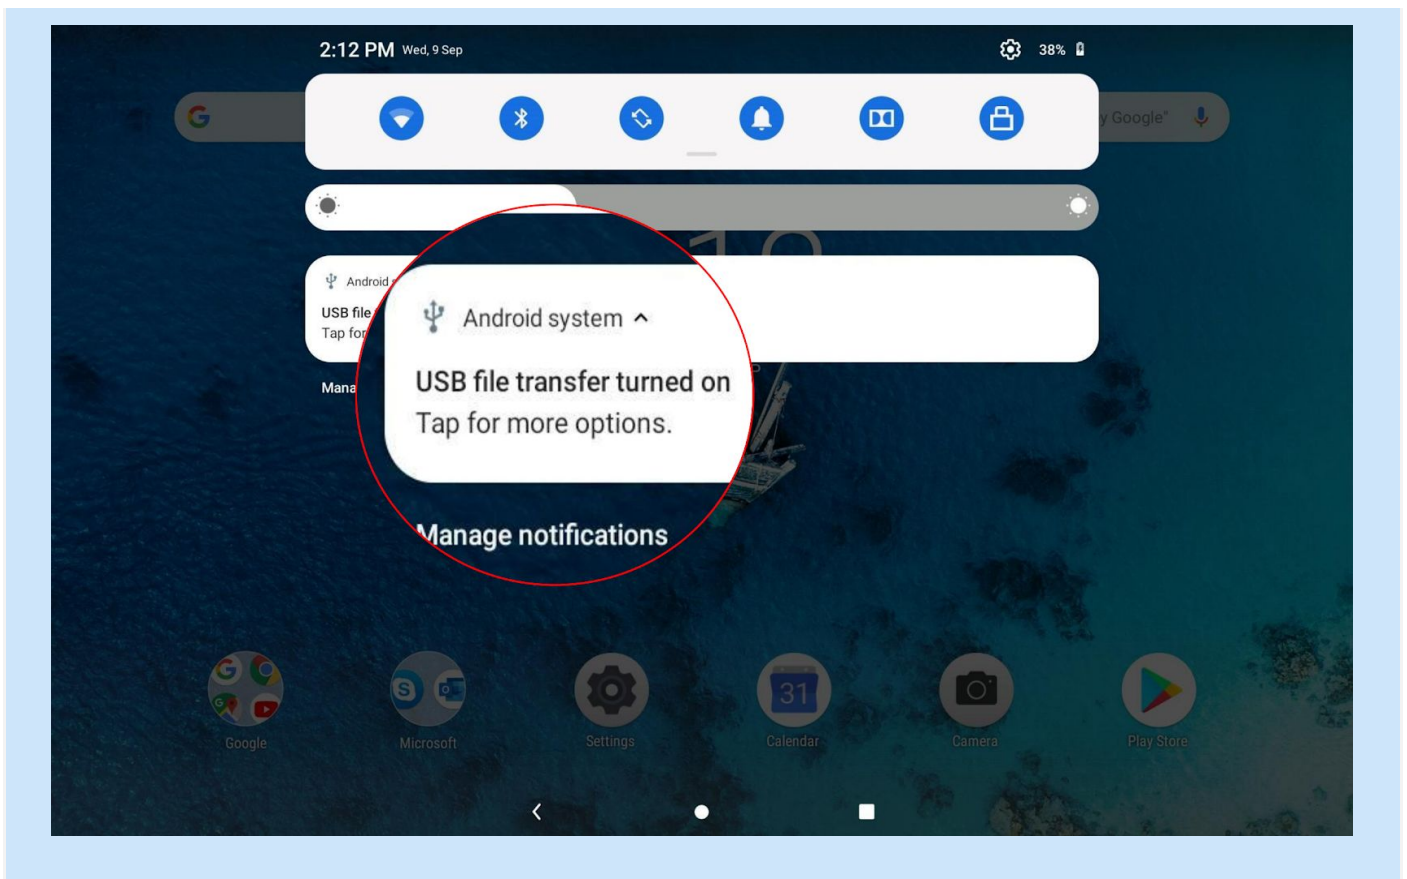 2:12 PM Wed, 9 Sep
38%
y Google"
Android
USB file
Tap for
Mana
Android system
USB file transfer turned on
Tap for more options.
Manage notifications
31
Google
Microsoft
Settings
Calendar
Camera
Play Store